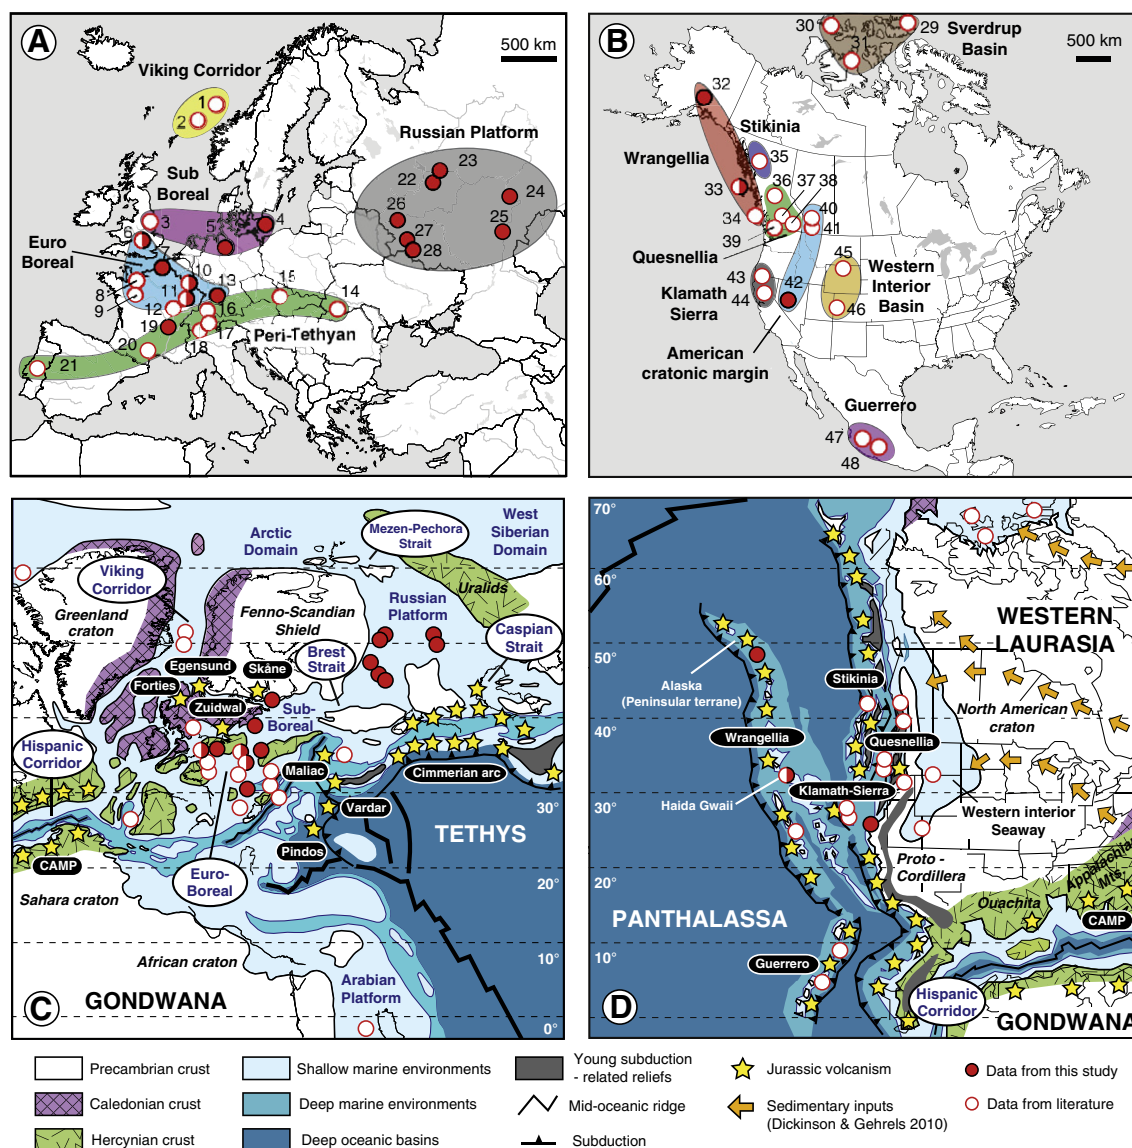 A
500 km
Viking Corridor
1
2
Russian Platform
23
22
24
Sub
Boreal
26
25
27
28
3
4
5
6
Euro
Boreal
7
10
13
15
14
8
11
9
12
16
19
17
Peri-Tethyan
18
20
21
B
30
29
31
Sverdrup
Basin
500 km
32
Stikinia
Wrangellia
35
36
37
38
33
40
34
41
39
Quesnellia
45
43
42
44
Klamath
Sierra
Western
Interior
Basin
46
American
cratonic margin
Guerrero
47
48
Arctic
Domain
Mezen-Pechora
Strait
West
Siberian
Domain
Viking
Corridor
Uralids
Greenland
craton
Fenno-Scandian
Shield
Russian
Platform
Caspian
Strait
Egensund
Skåne
Brest
Strait
Forties
Zuidwal
Sub-
Boreal
Hispanic
Corridor
Maliac
Cimmerian arc
30°
Vardar
TETHYS
Pindos
CAMP
Euro-
Boreal
20°
Sahara craton
African craton
10°
Arabian
Platform
C
GONDWANA
0°
70°
60°
WESTERN
LAURASIA
50°
Stikinia
Alaska
(Peninsular terrane)
North American
craton
40°
Wrangellia
Quesnellia
Klamath-Sierra
30°
Haida Gwaii
Western interior
Seaway
Proto -
Cordillera
Appalachian
Mts.
20°
Ouachita
PANTHALASSA
CAMP
10°
Guerrero
Hispanic
Corridor
D
GONDWANA
Precambrian crust
Shallow marine environments
Young subduction
- related reliefs
Jurassic volcanism
Data from this study
Caledonian crust
Deep marine environments
Mid-oceanic ridge
Sedimentary inputs
(Dickinson & Gehrels 2010)
Data from literature
Hercynian crust
Deep oceanic basins
Subduction